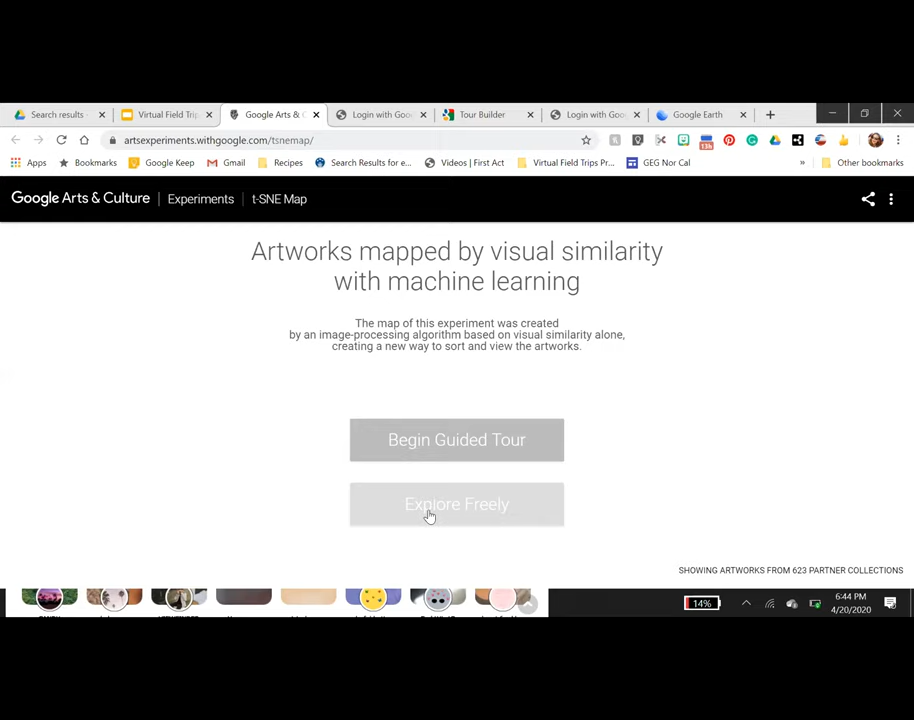 Search results -
Virtual Field Trip
Google Arts & C
Login with Goo
Tour Builder
Login with Goo
Google Earth
artsexperiments.withgoogle.com/tsnemap/
13h
Apps
Bookmarks
Google Keep
Gmail
Recipes
Search Results for e...
Videos | First Act
Virtual Field Trips Pr...
GEG Nor Cal
»
Other bookmarks
Google Arts & Culture
Experiments
t-SNE Map
Artworks mapped by visual similarity
with machine learning
The map of this experiment was created
by an image-processing algorithm based on visual similarity alone,
creating a new way to sort and view the artworks.
Begin Guided Tour
Explore Freely
SHOWING ARTWORKS FROM 623 PARTNER COLLECTIONS
14%
6:44 PM
4/20/2020